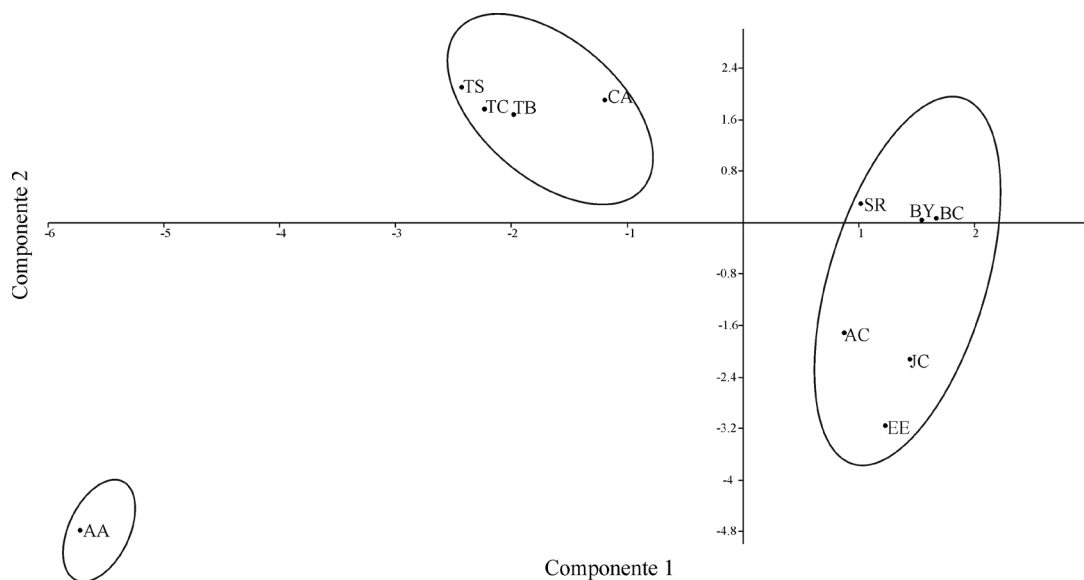 2.4
TS
CA
TC
TB
1.6
0.8
SR
BY
BC
Componente 2
-6
-5
-4
-3
-2
-1
1
2
-0.8
-1.6
AC
JC
-2.4
-3.2
EE
-4
AA
-4.8
Componente 1